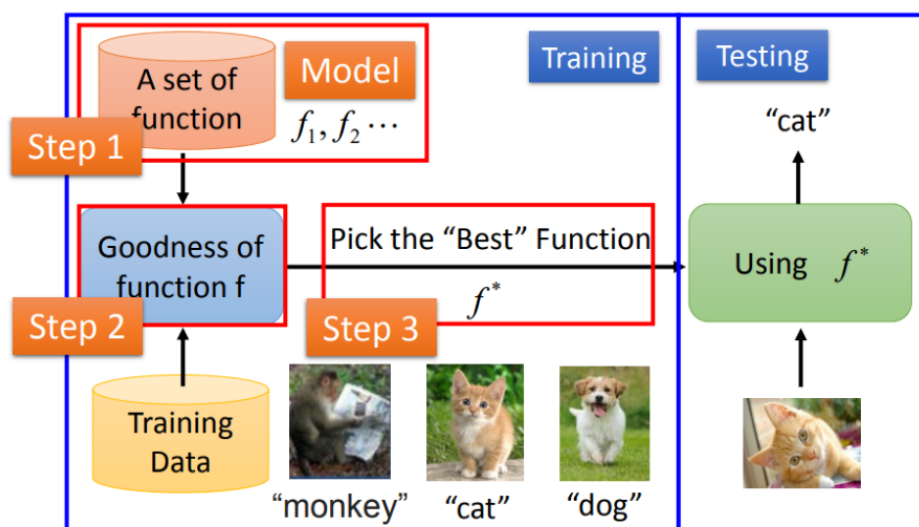 A set of
function
Model
f₁, f₂ ⋯
Training
Testing
Step 1
"cat"
Goodness of
function f
Pick the "Best" Function
f*
Using f*
Step 2
Step 3
Training
Data
"monkey"
"cat"
"dog"